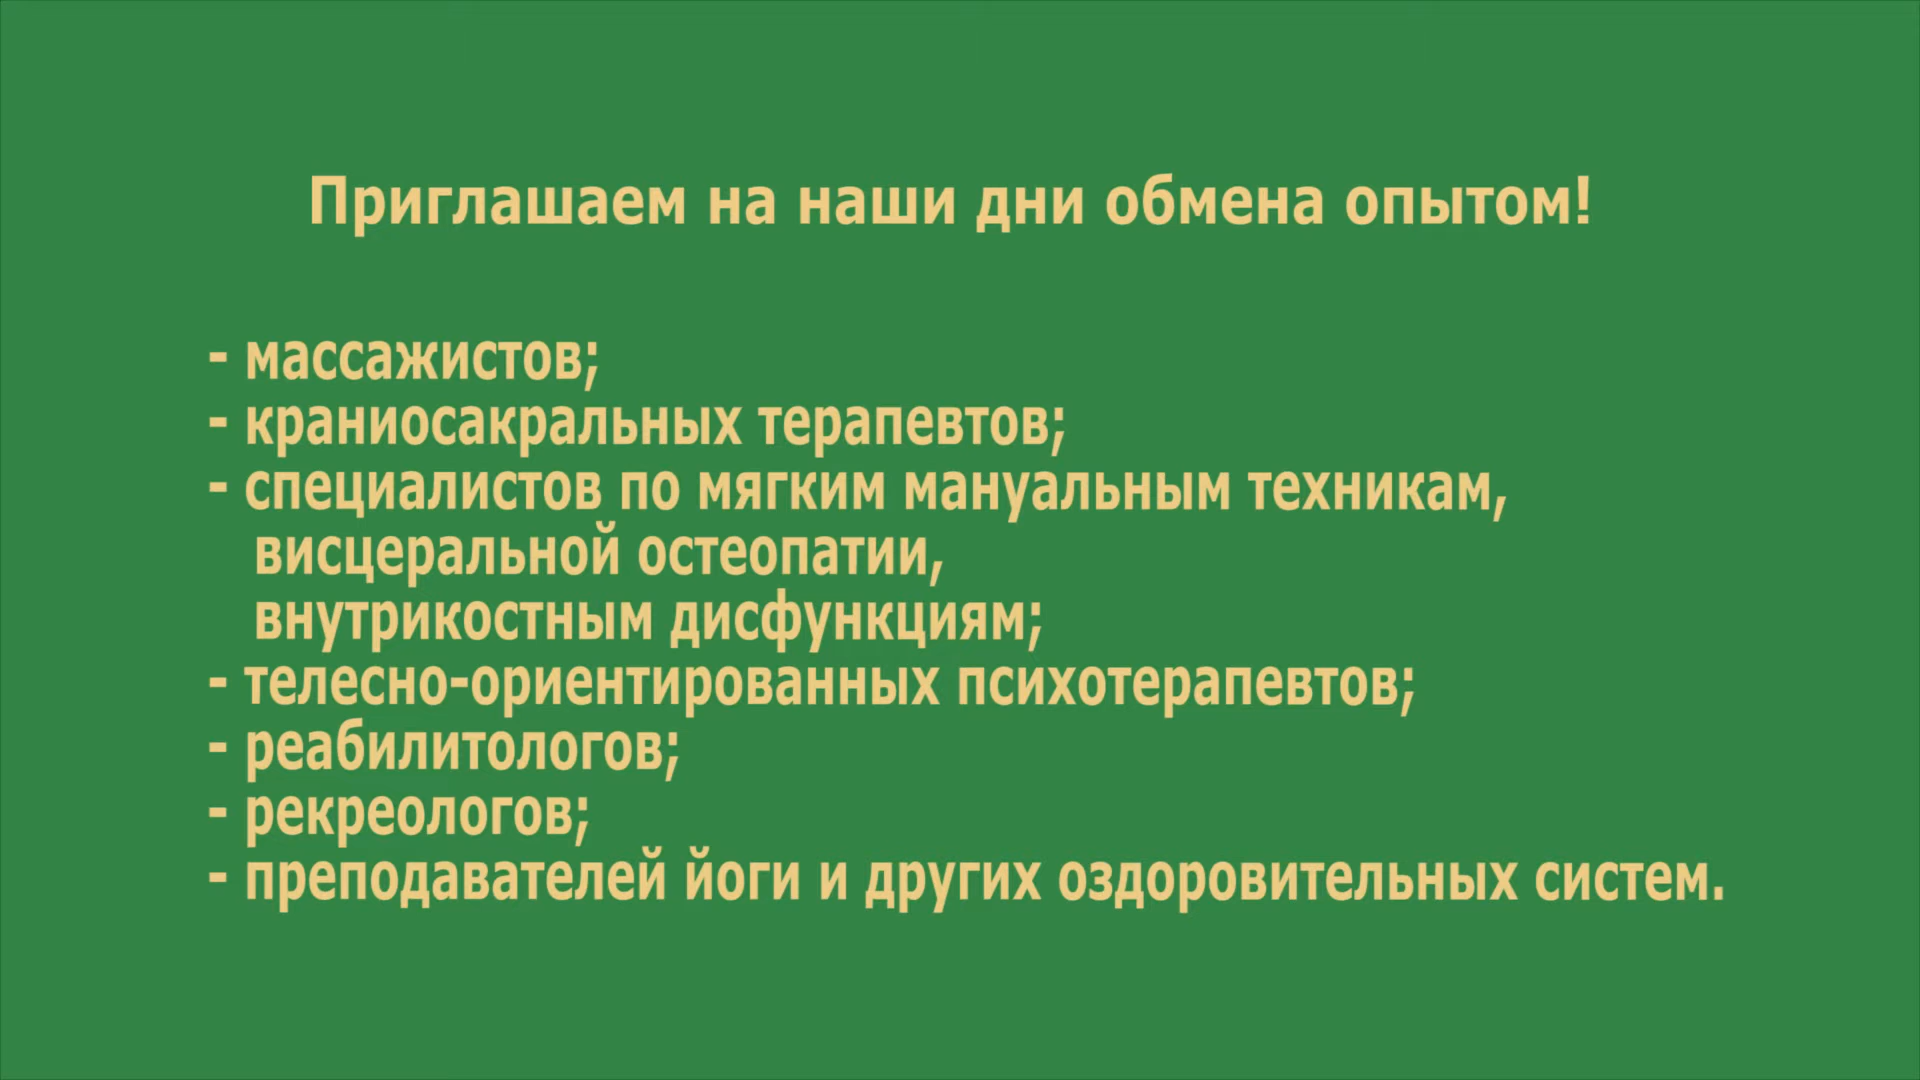 Приглашаем на наши дни обмена опытом!
- массажистов;
- краниосакральных терапевтов;
- специалистов по мягким мануальным техникам,
висцеральной остеопатии,
внутрикостным дисфункциям;
- телесно-ориентированных психотерапевтов;
- реабилитологов;
- рекреологов;
- преподавателей йоги и других оздоровительных систем.